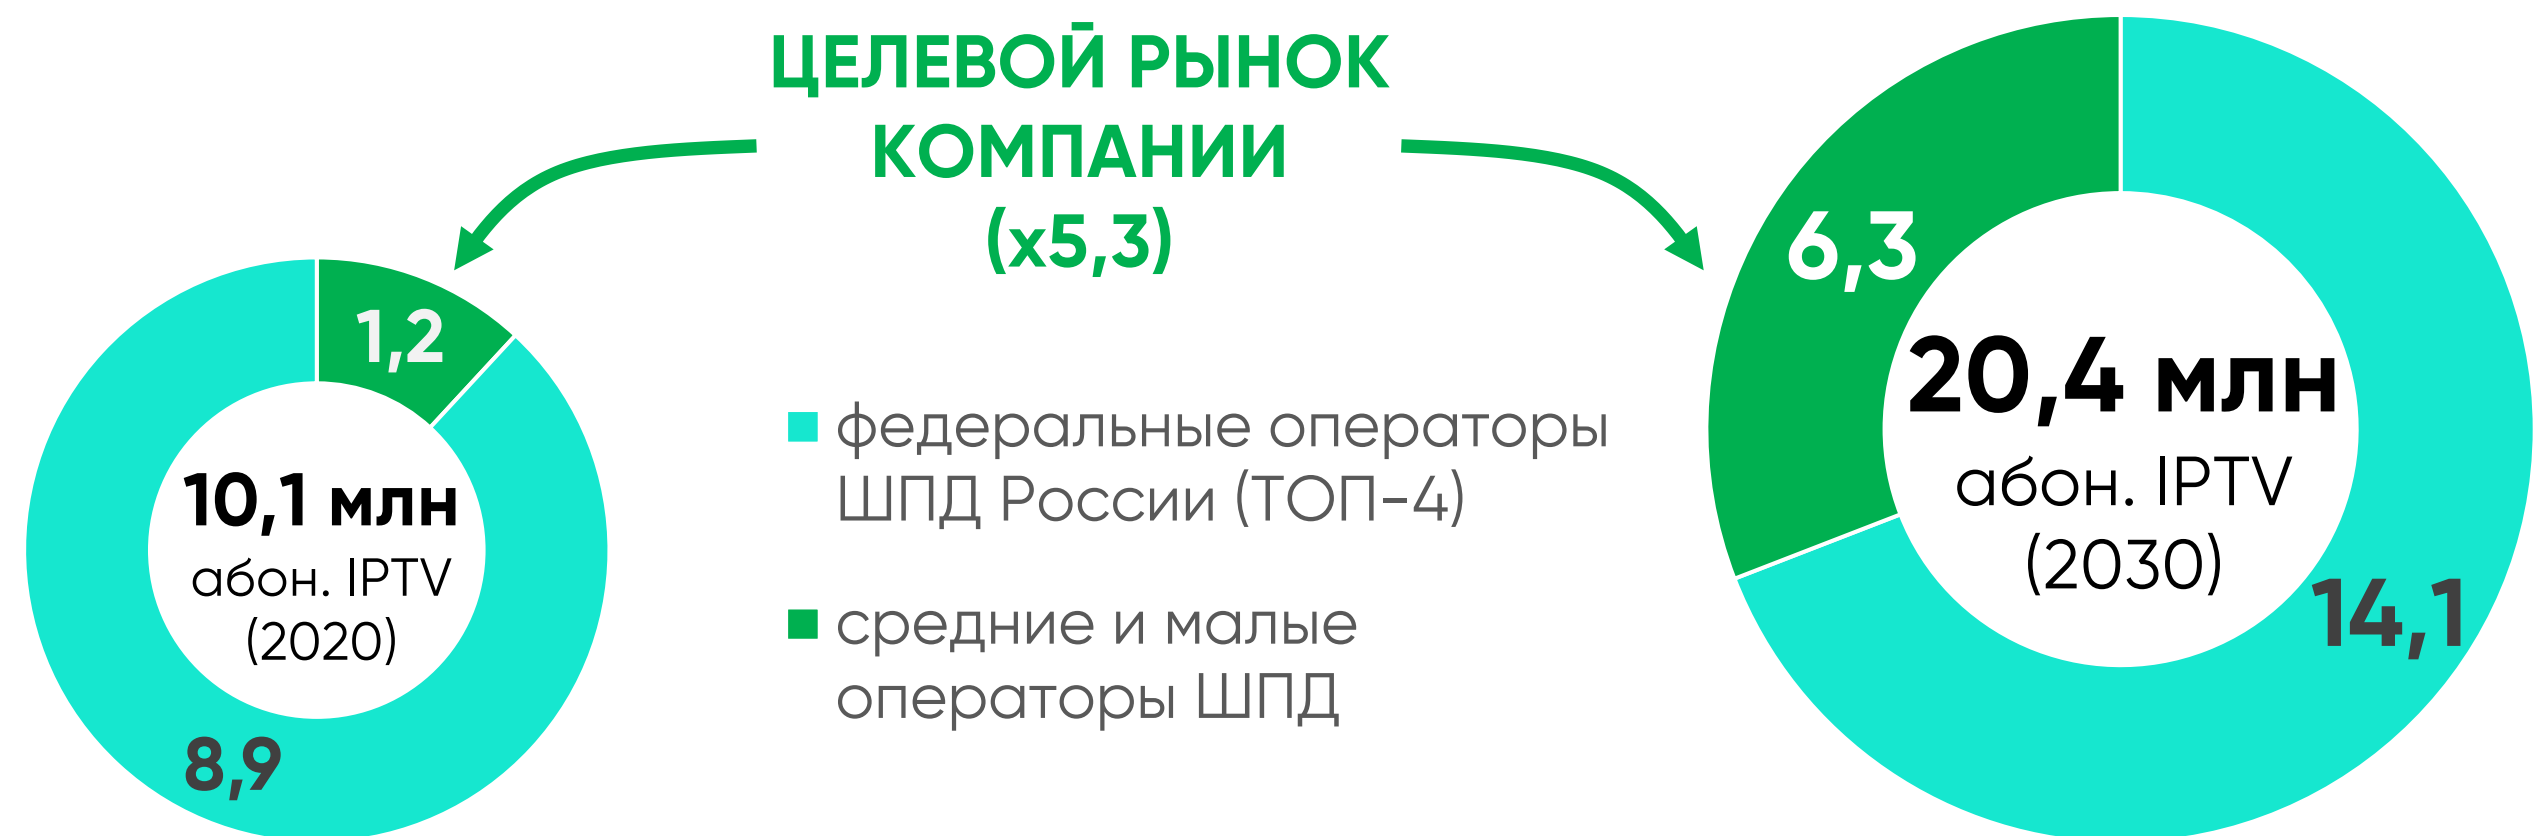 ЦЕЛЕВОЙ РЫНОК
КОМПАНИИ
(х5,3)
1,2
10,1 млн
абон. IPTV
(2020)
8,9
федеральные операторы
ШПД России (ТОП-4)
средние и малые
операторы ШПД
6,3
20,4 млн
абон. IPTV
(2030)
14,1